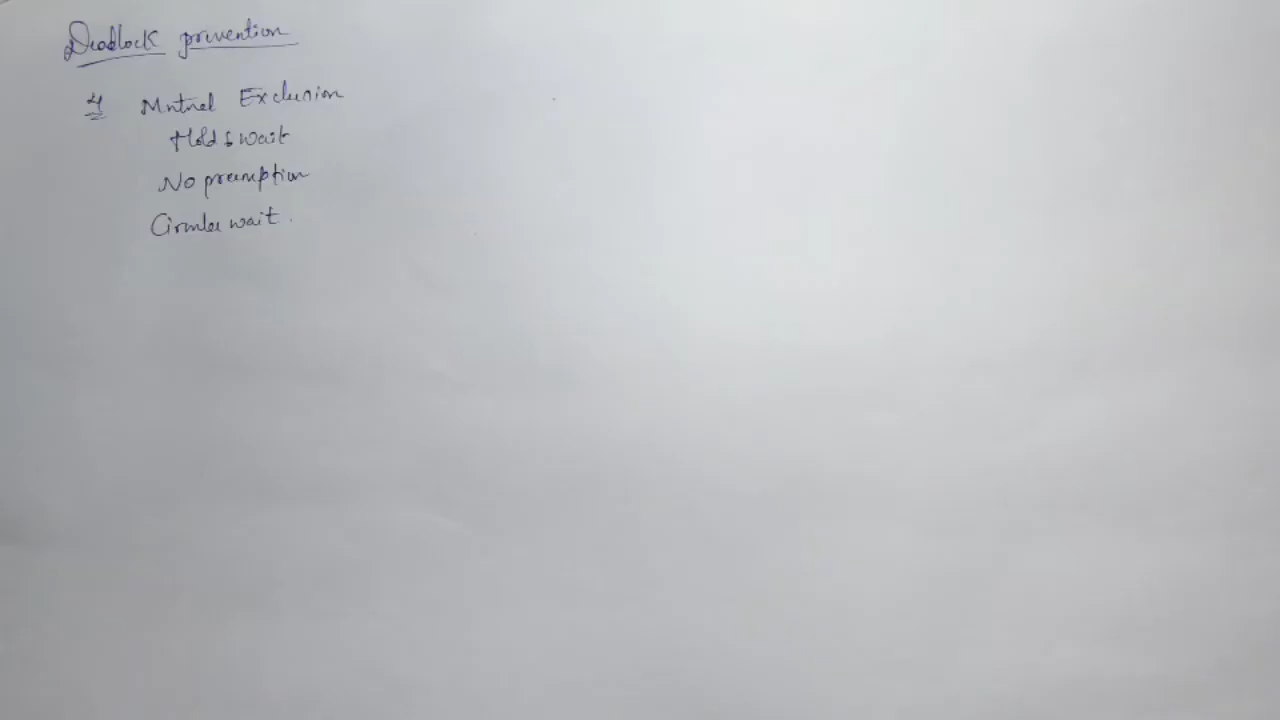 Deadlock prevention
4 Mutual Exclusion
Hold & wait
No preemption
Circular wait.